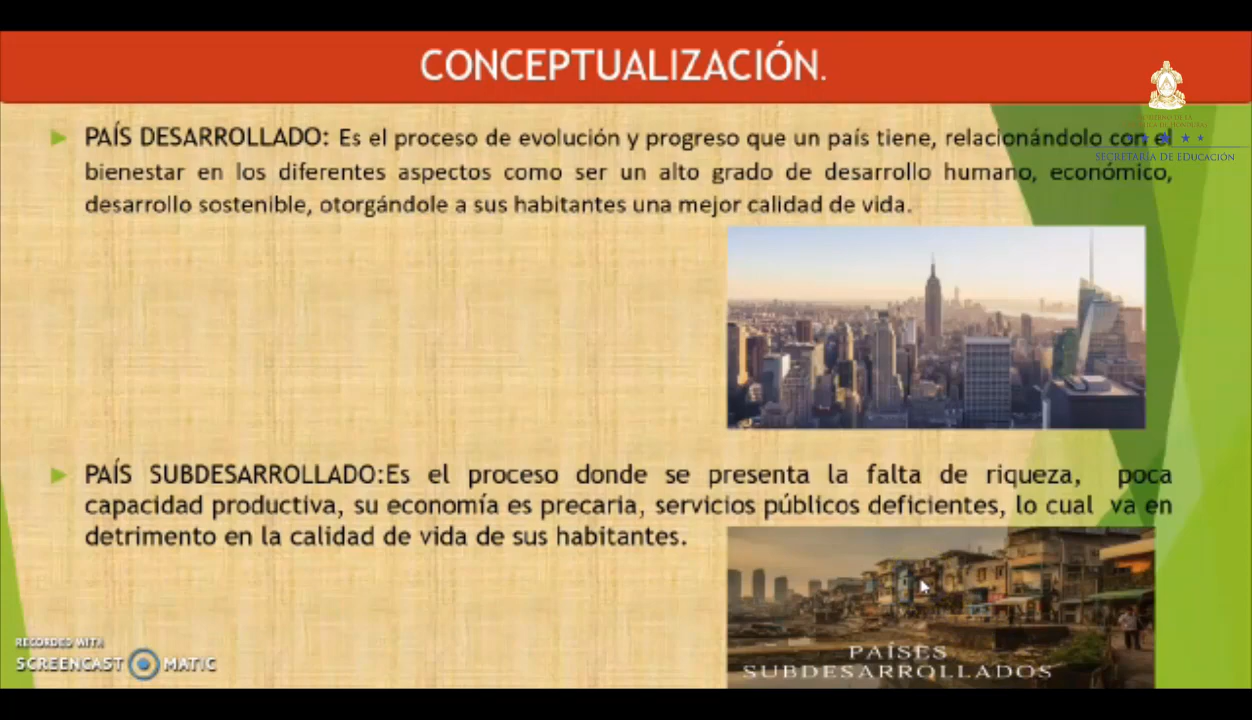 CONCEPTUALIZACIÓN.
PAÍS DESARROLLADO: Es el proceso de evolución y progreso que un país tiene, relacionándolo con el
bienestar en los diferentes aspectos como ser un alto grado de desarrollo humano, económico,
desarrollo sostenible, otorgándole a sus habitantes una mejor calidad de vida.
SECRETARÍA DE EDUCACIÓN
PAÍS SUBDESARROLLADO:Es el proceso donde se presenta la falta de riqueza, poca
capacidad productiva, su economía es precaria, servicios públicos deficientes, lo cual va en
detrimento en la calidad de vida de sus habitantes.
PAÍSES
SUBDESARROLLADOS
RECORDED WITH
SCREENCAST MATIC